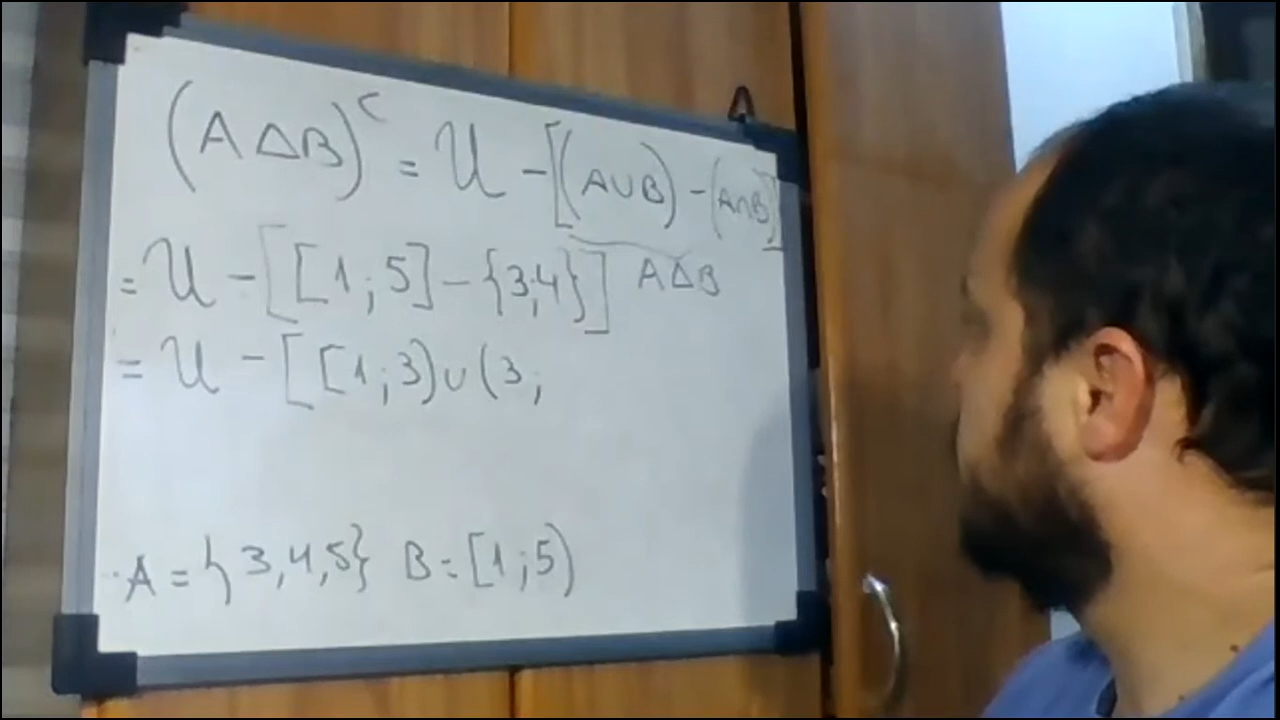 (A Δ B)ᶜ = U - [(A∪B) - (A∩B)]
= U - [[1;5] - {3,4}] A Δ B
= U - [[1;3) ∪ (3;
A = {3,4,5} B = [1;5)